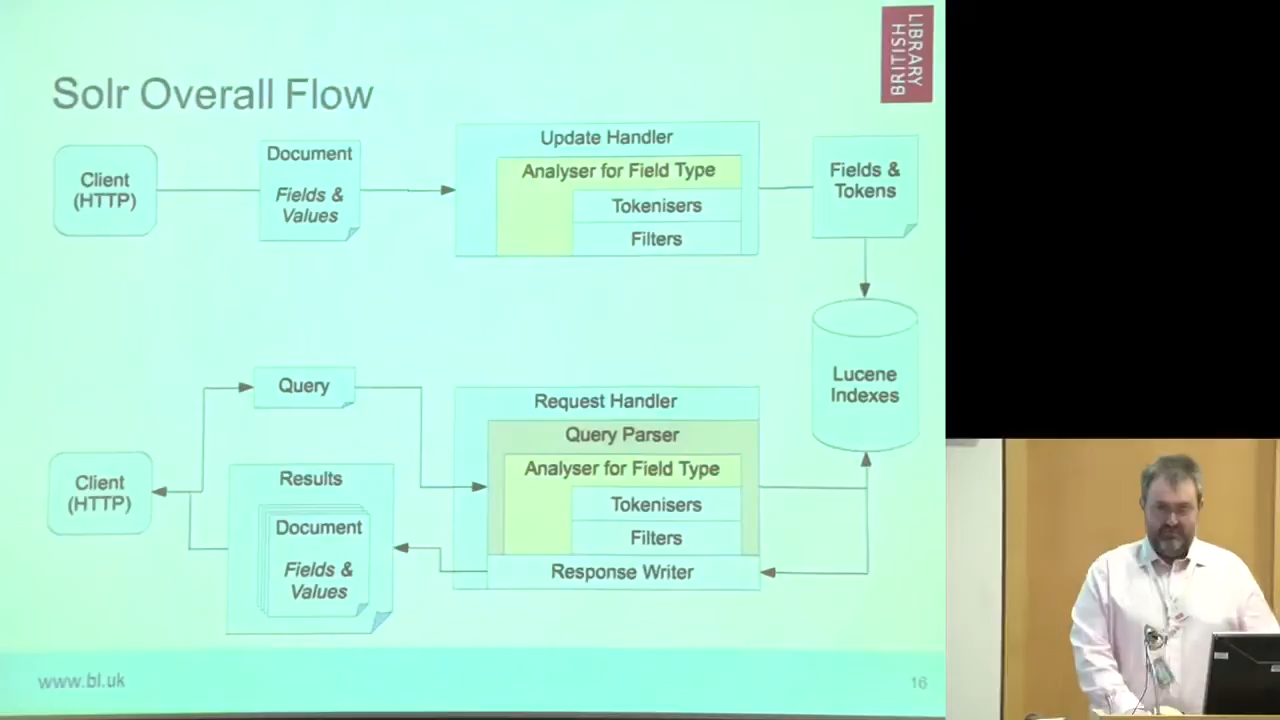 LIBRARY
BRITISH
Solr Overall Flow
Client
(HTTP)
Document
Fields &
Values
Update Handler
Analyser for Field Type
Tokenisers
Filters
Fields &
Tokens
Lucene
Indexes
Query
Client
(HTTP)
Results
Document
Fields &
Values
Request Handler
Query Parser
Analyser for Field Type
Tokenisers
Filters
Response Writer
www.bl.uk
16